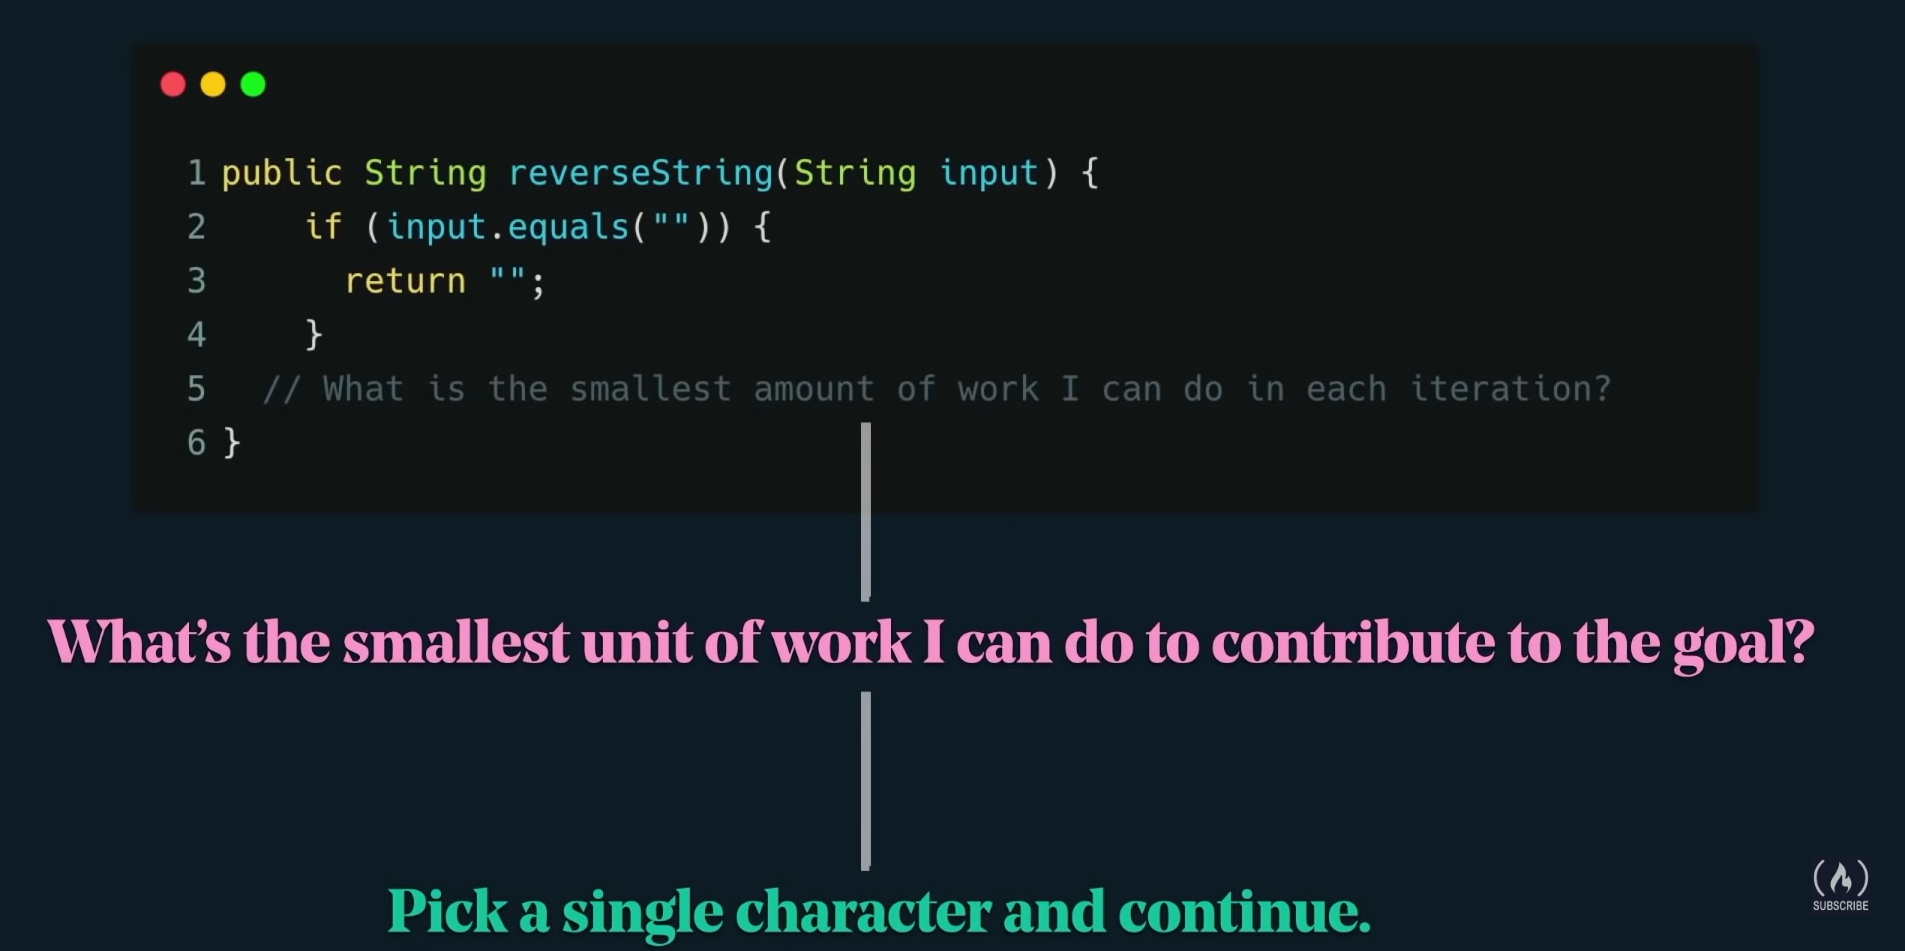 1 public String reverseString(String input) {
2     if (input.equals("")) {
3       return "";
4     }
5   // What is the smallest amount of work I can do in each iteration?
6 }
What's the smallest unit of work I can do to contribute to the goal?
Pick a single character and continue.
SUBSCRIBE